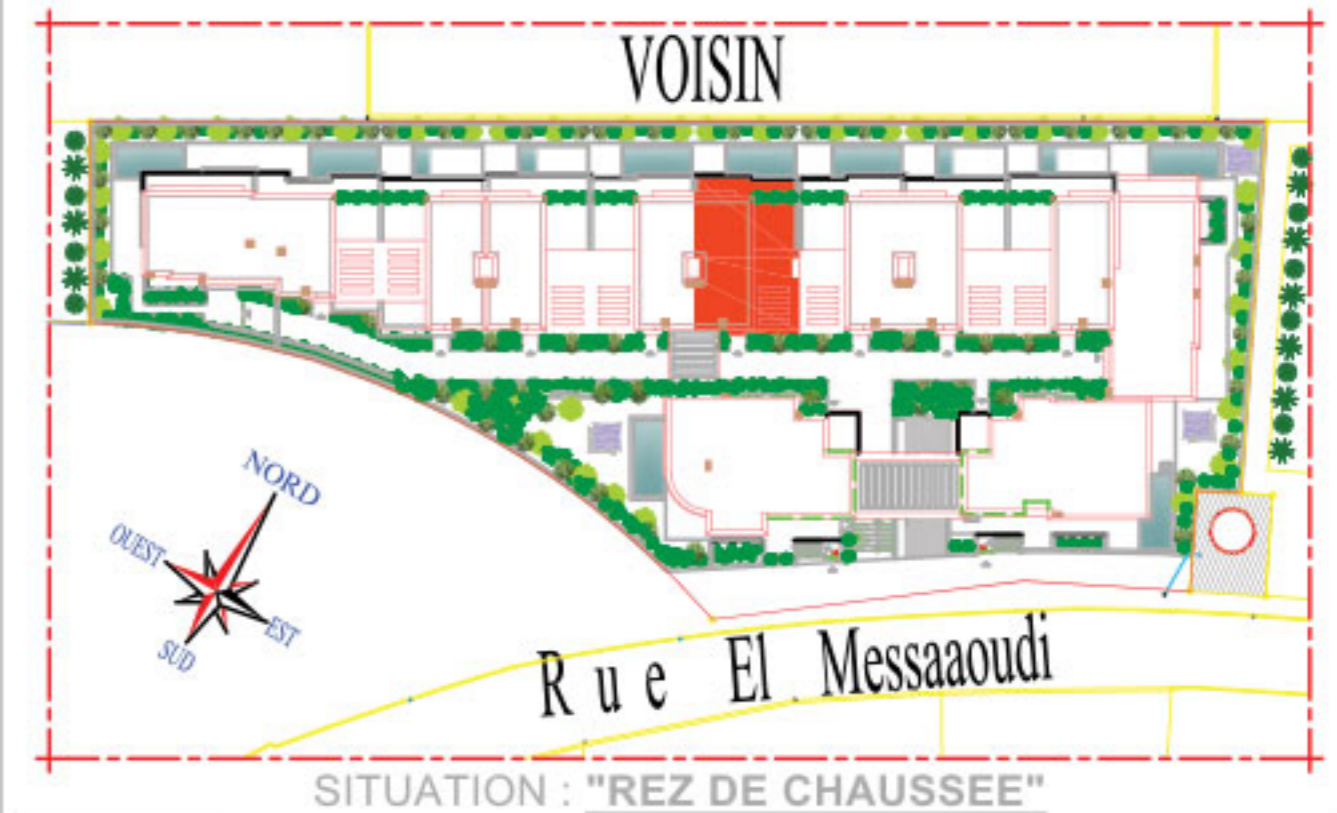 VOISIN
NORD
OUEST
EST
SUD
Rue El Messaaoudi
SITUATION : "REZ DE CHAUSSEE"